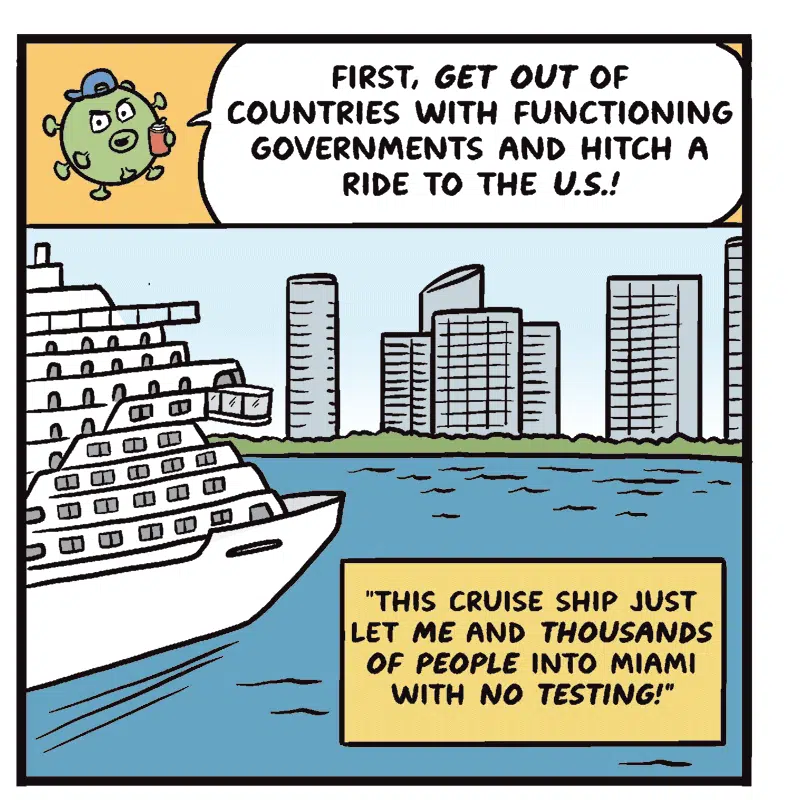 FIRST, GET OUT OF
COUNTRIES WITH FUNCTIONING
GOVERNMENTS AND HITCH A
RIDE TO THE U.S.!
"THIS CRUISE SHIP JUST
LET ME AND THOUSANDS
OF PEOPLE INTO MIAMI
WITH NO TESTING!"